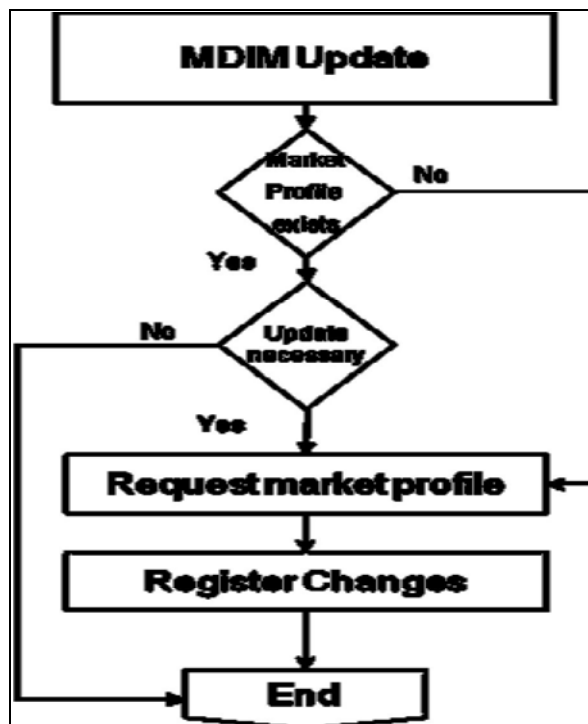 MDIM Update
Market
Profile
exists
No
Yes
No
Update
necessary
Yes
Request market profile
Register Changes
End